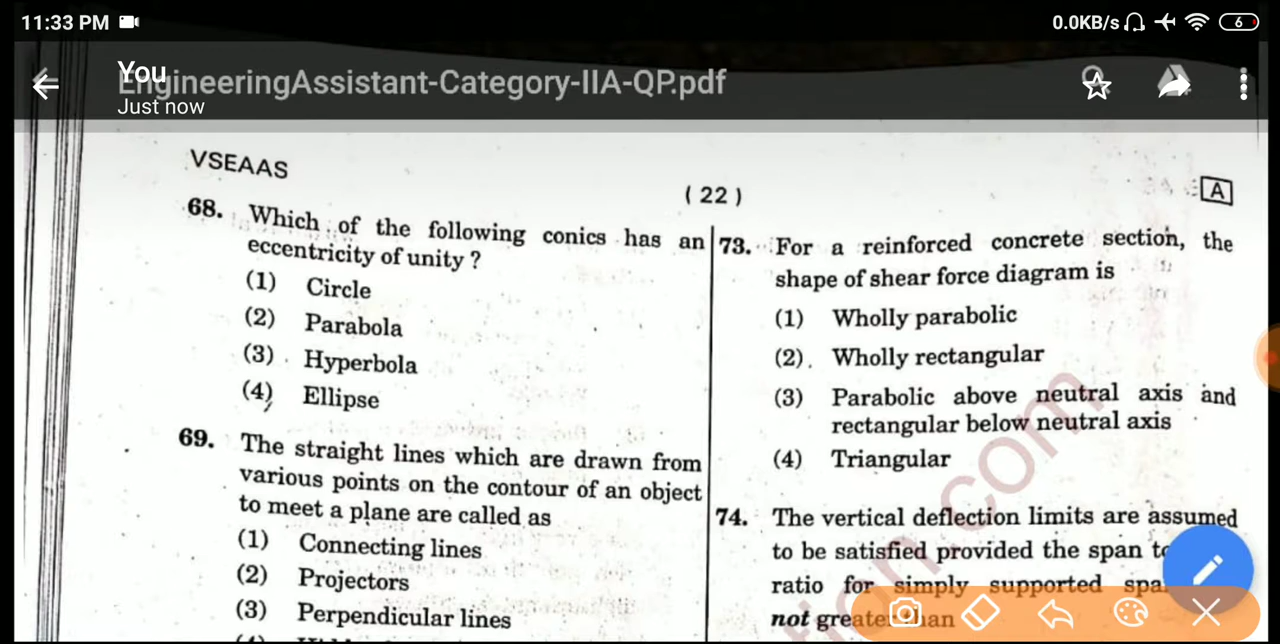 11:33 PM
0.0KB/s
6
You
EngineeringAssistant-Category-IIA-QP.pdf
Just now
VSEAAS
( 22 )
A
68. Which of the following conics has an
eccentricity of unity ?
(1) Circle
(2) Parabola
(3) Hyperbola
(4) Ellipse
69. The straight lines which are drawn from
various points on the contour of an object
to meet a plane are called as
(1) Connecting lines
(2) Projectors
(3) Perpendicular lines
73. For a reinforced concrete section, the
shape of shear force diagram is
(1) Wholly parabolic
(2) Wholly rectangular
(3) Parabolic above neutral axis and
rectangular below neutral axis
(4) Triangular
74. The vertical deflection limits are assumed
to be satisfied provided the span
ratio for simply supported
not greater than